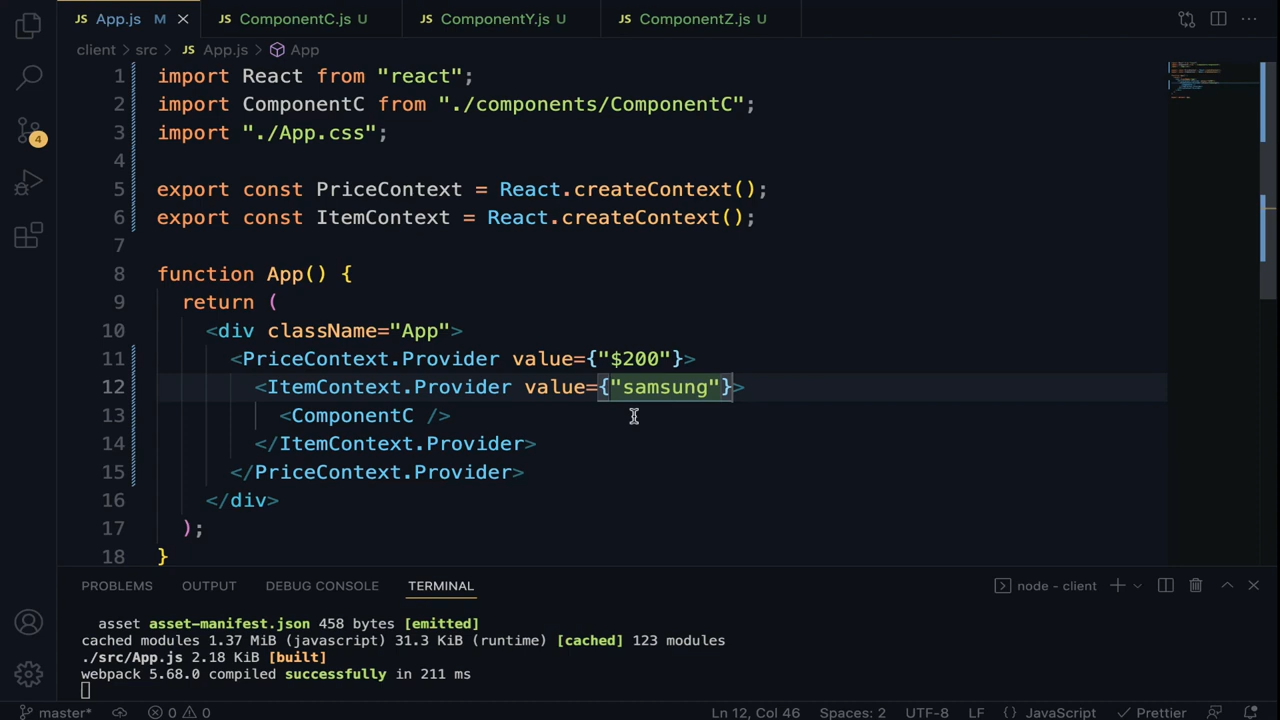 JS App.js M
JS ComponentC.js U
JS ComponentY.js U
JS ComponentZ.js U
client > src > JS App.js > App
1 import React from "react";
2 import ComponentC from "./components/ComponentC";
3 import "./App.css";
4
5 export const PriceContext = React.createContext();
6 export const ItemContext = React.createContext();
7
8 function App() {
9 return (
10 <div className="App">
11 <PriceContext.Provider value={"$200"}>
12 <ItemContext.Provider value={"samsung"}>
13 <ComponentC />
14 </ItemContext.Provider>
15 </PriceContext.Provider>
16 </div>
17 );
18 }
4
PROBLEMS OUTPUT DEBUG CONSOLE TERMINAL
node - client
asset asset-manifest.json 458 bytes [emitted]
cached modules 1.37 MiB (javascript) 31.3 KiB (runtime) [cached] 123 modules
./src/App.js 2.18 KiB [built]
webpack 5.68.0 compiled successfully in 211 ms
master* 0 0 Ln 12, Col 46 Spaces: 2 UTF-8 LF {} JavaScript Prettier